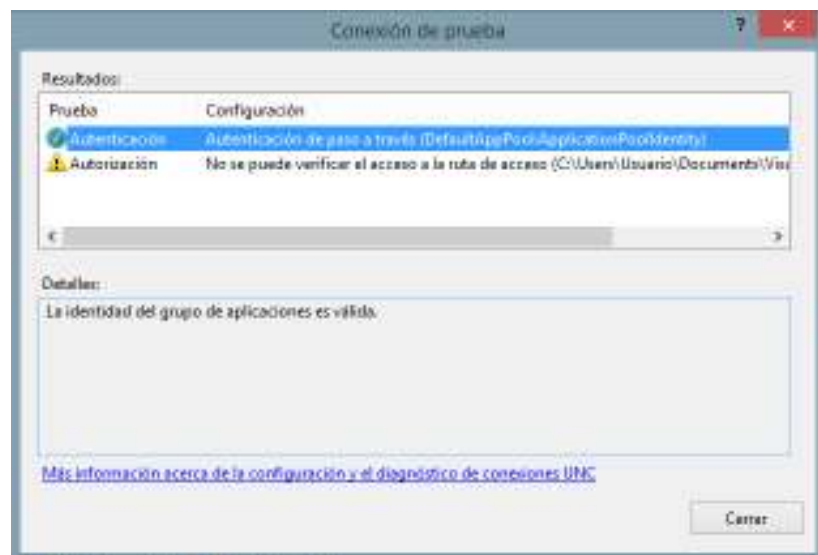 Conexión de prueba
?
Resultados:
Prueba Configuración
Autenticación Autenticación de paso a través (DefaultAppPool\ApplicationPoolIdentity)
Autorización No se puede verificar el acceso a la ruta de acceso (C:\Users\Usuario\Documents\Visu
Detalles:
La identidad del grupo de aplicaciones es válida.
Más información acerca de la configuración y el diagnóstico de conexiones UNC
Cerrar